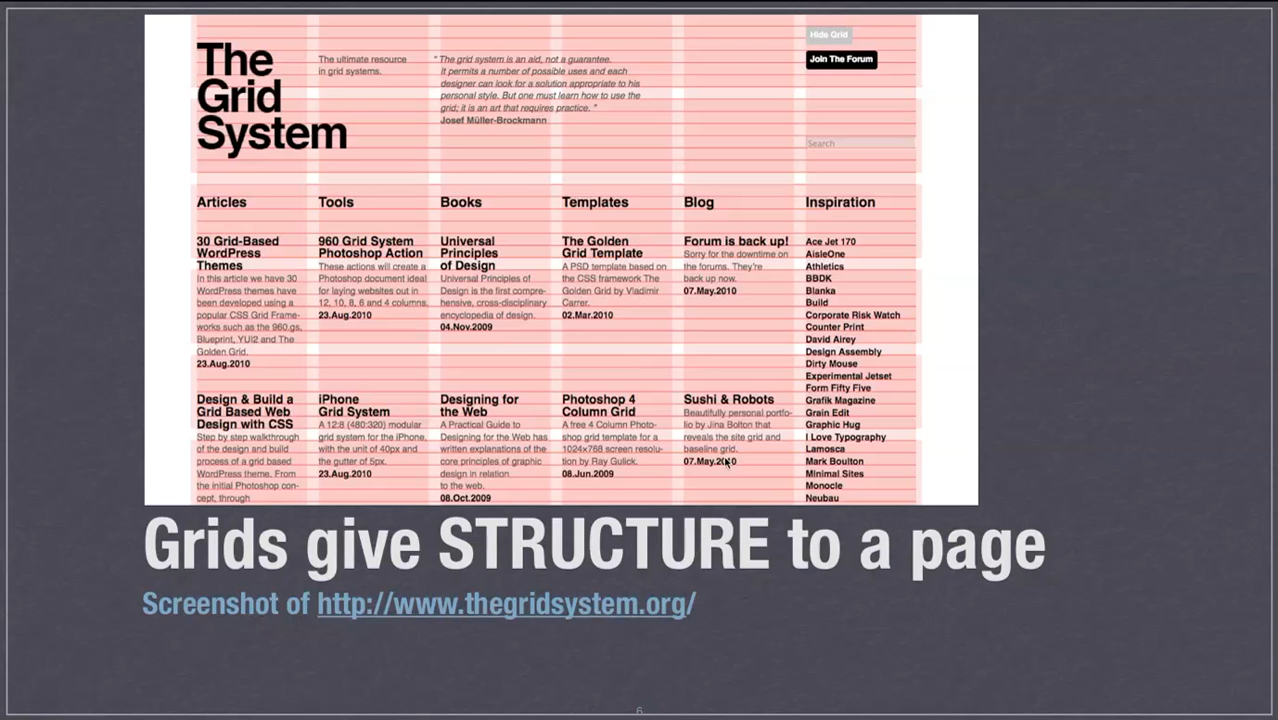 Hide Grid
Join The Forum
The
Grid
System
The ultimate resource
in grid systems.
“ The grid system is an aid, not a guarantee.
It permits a number of possible uses and each
designer can look for a solution appropriate to his
personal style. But one must learn how to use the
grid; it is an art that requires practice. ”
Josef Müller-Brockmann
Search
Articles
30 Grid-Based
WordPress
Themes
In this article we have 30
WordPress themes have
been developed using a
popular CSS Grid Frame-
works such as the 960.gs,
Blueprint, YUI2 and The
Golden Grid.
23.Aug.2010
Design & Build a
Grid Based Web
Design with CSS
Step by step walkthrough
of the design and build
process of a grid based
WordPress theme. From
the initial Photoshop con-
cept, through
Tools
960 Grid System
Photoshop Action
These actions will create a
Photoshop document ideal
for laying websites out in
12, 10, 8, 6 and 4 columns.
23.Aug.2010
iPhone
Grid System
A 12:8 (480:320) modular
grid system for the iPhone,
with the unit of 40px and
the gutter of 5px.
23.Aug.2010
Books
Universal
Principles
of Design
Universal Principles of
Design is the first compre-
hensive, cross-disciplinary
encyclopedia of design.
04.Nov.2009
Designing for
the Web
A Practical Guide to
Designing for the Web has
written explanations of the
core principles of graphic
design in relation
to the web.
08.Oct.2009
Templates
The Golden
Grid Template
A PSD template based on
the CSS framework The
Golden Grid by Vladimir
Carrer.
02.Mar.2010
Photoshop 4
Column Grid
A free 4 Column Photo-
shop grid template for a
1024×768 screen resolu-
tion by Ray Gulick.
08.Jun.2009
Blog
Forum is back up!
Sorry for the downtime on
the forums. They're
back up now.
07.May.2010
Sushi & Robots
Beautifully personal portfo-
lio by Jina Bolton that
reveals the site grid and
baseline grid.
07.May.2010
Inspiration
Ace Jet 170
AisleOne
Athletics
BBDK
Blanka
Build
Corporate Risk Watch
Counter Print
David Airey
Design Assembly
Dirty Mouse
Experimental Jetset
Form Fifty Five
Grafik Magazine
Grain Edit
Graphic Hug
I Love Typography
Lamosca
Mark Boulton
Minimal Sites
Monocle
Neubau
Grids give STRUCTURE to a page
Screenshot of http://www.thegridsystem.org/
6